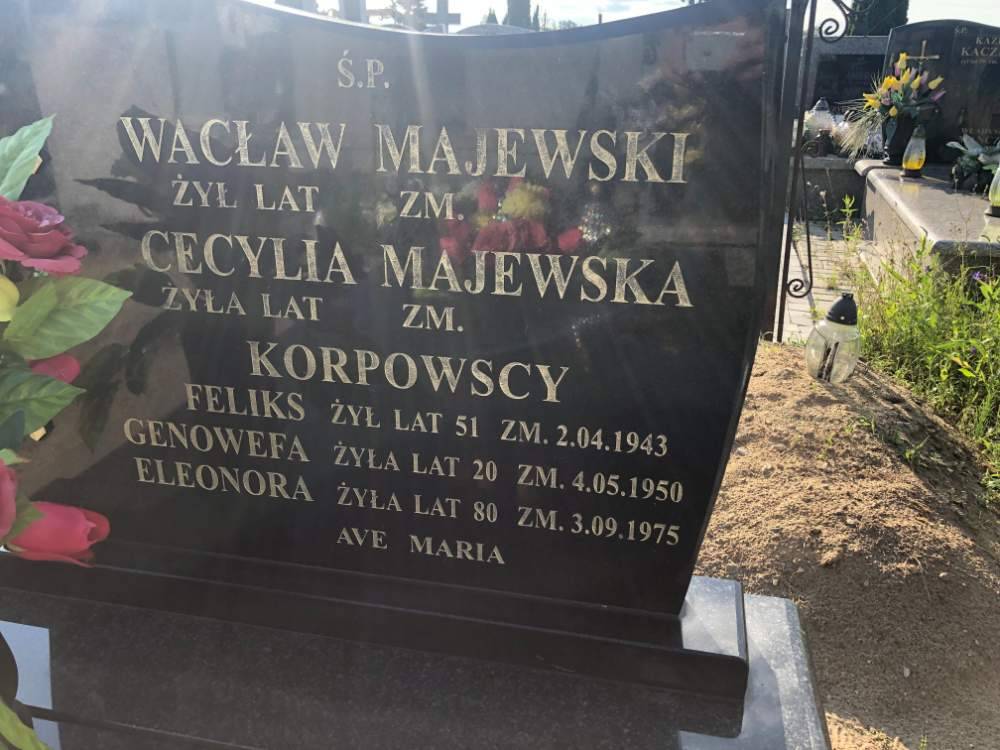 Ś.P.
WACŁAW MAJEWSKI
ŻYŁ LAT ZM.
CECYLIA MAJEWSKA
ŻYŁA LAT ZM.
KORPOWSCY
FELIKS ŻYŁ LAT 51 ZM. 2.04.1943
GENOWEFA ŻYŁA LAT 20 ZM. 4.05.1950
ELEONORA ŻYŁA LAT 80 ZM. 3.09.1975
AVE MARIA